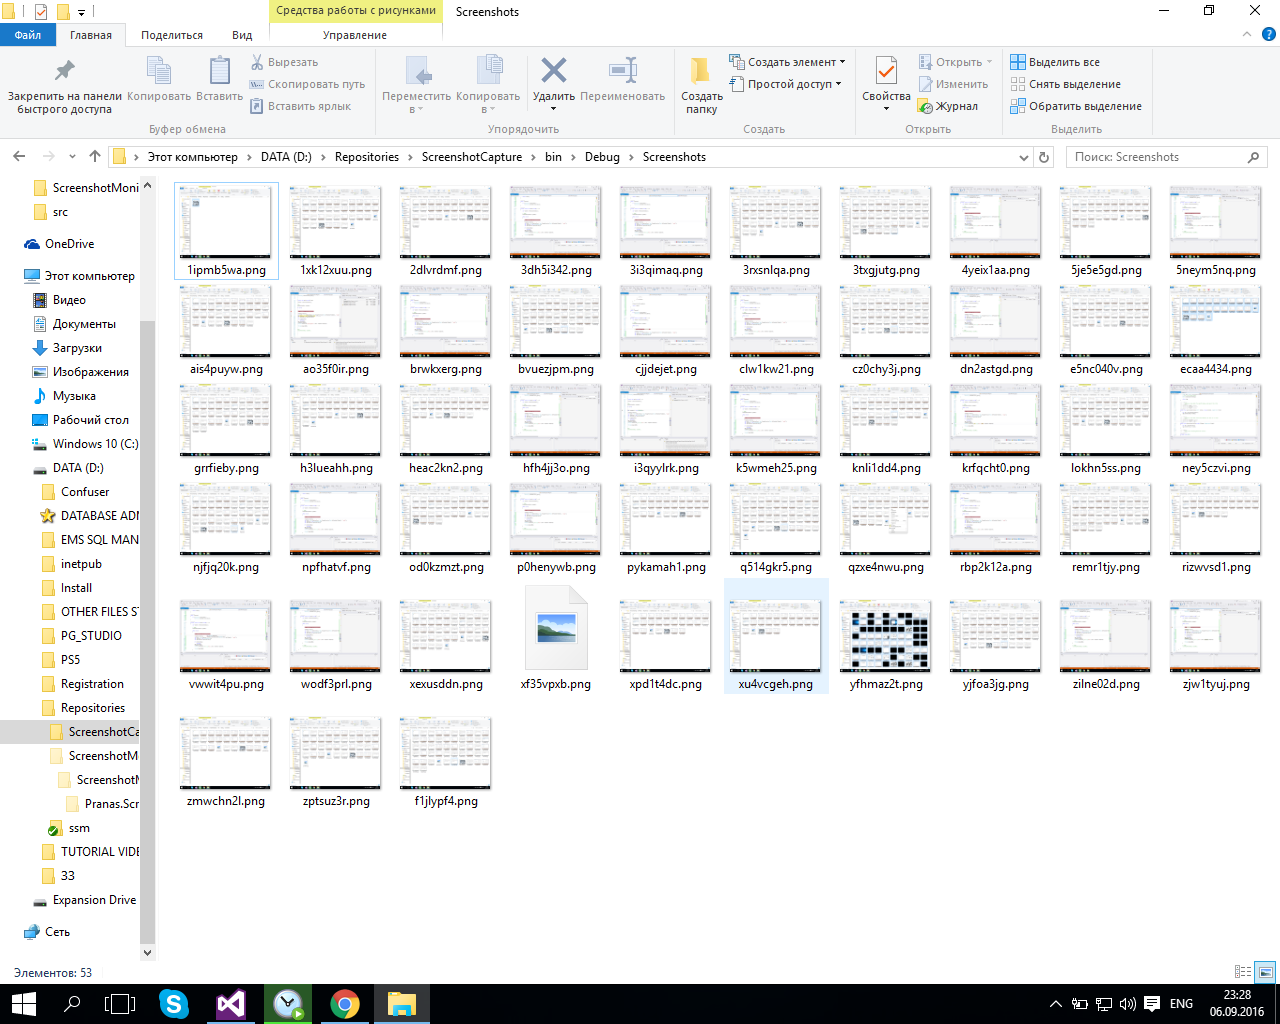 Средства работы с рисунками
Screenshots
Файл
Главная
Поделиться
Вид
Управление
Закрепить на панели быстрого доступа
Копировать
Вставить
Вырезать
Скопировать путь
Вставить ярлык
Буфер обмена
Переместить в
Копировать в
Удалить
Переименовать
Упорядочить
Создать папку
Создать элемент
Простой доступ
Создать
Свойства
Открыть
Изменить
Журнал
Открыть
Выделить все
Снять выделение
Обратить выделение
Выделить
Этот компьютер
DATA (D:)
Repositories
ScreenshotCapture
bin
Debug
Screenshots
Поиск: Screenshots
ScreenshotMoni
src
OneDrive
Этот компьютер
Видео
Документы
Загрузки
Изображения
Музыка
Рабочий стол
Windows 10 (C:)
DATA (D:)
Confuser
DATABASE ADM
EMS SQL MAN
inetpub
Install
OTHER FILES ST
PG_STUDIO
PS5
Registration
Repositories
ScreenshotCa
ScreenshotM
ScreenshotM
Pranas.Scr
ssm
TUTORIAL VIDE
33
Expansion Drive
Сеть
1ipmb5wa.png
1xk12xuu.png
2dlvrdmf.png
3dh5i342.png
3i3qimaq.png
3rxsnlqa.png
3txgjutg.png
4yeix1aa.png
5je5e5gd.png
5neym5nq.png
ais4puyw.png
ao35f0ir.png
brwkxerg.png
bvuezjpm.png
cjjdejet.png
clw1kw21.png
cz0chy3j.png
dn2astgd.png
e5nc040v.png
ecaa4434.png
grrfieby.png
h3lueahh.png
heac2kn2.png
hfh4jj3o.png
i3qyylrk.png
k5wmeh25.png
knli1dd4.png
krfqcht0.png
lokhn5ss.png
ney5czvi.png
njfjq20k.png
npfhatvf.png
od0kzmzt.png
p0henywb.png
pykamah1.png
q514gkr5.png
qzxe4nwu.png
rbp2k12a.png
remr1tjy.png
rizwvsd1.png
vwwit4pu.png
wodf3prl.png
xexusddn.png
xf35vpxb.png
xpd1t4dc.png
xu4vcgeh.png
yfhmaz2t.png
yjfoa3jg.png
zilne02d.png
zjw1tyuj.png
zmwchn2l.png
zptsuz3r.png
f1jlypf4.png
Элементов: 53
ENG
23:28
06.09.2016